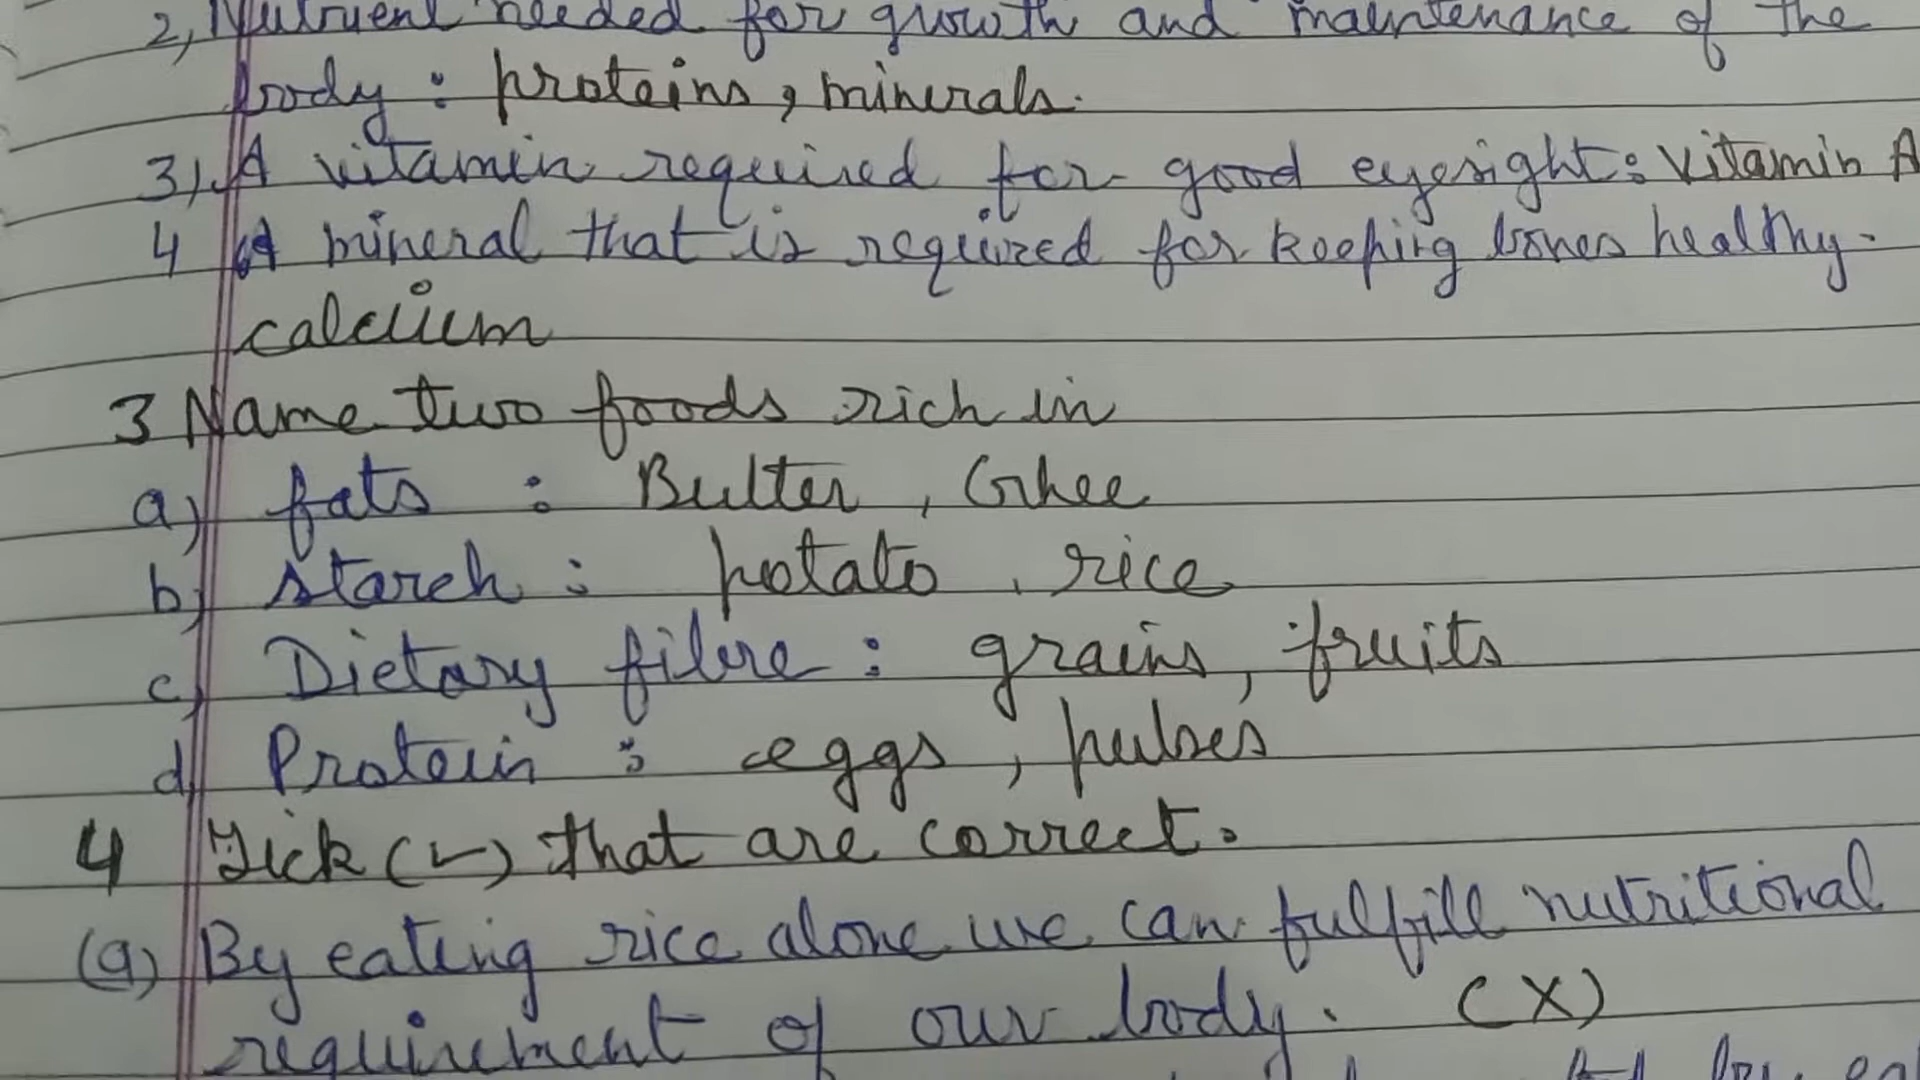 2, Nutrient needed for growth and maintenance of the
body : proteins, minerals.
3). A vitamin required for good eyesight: Vitamin A
4 A mineral that is required for keeping bones healthy.
calcium
3 Name two foods rich in
a) fats : Butter, Ghee
b) starch : potato, rice
c) Dietary fibre : grains, fruits
d) Protein : eggs, pulses
4 Tick (✓) that are correct.
(a) By eating rice alone we can fulfill nutritional
requirement of our body. (X)